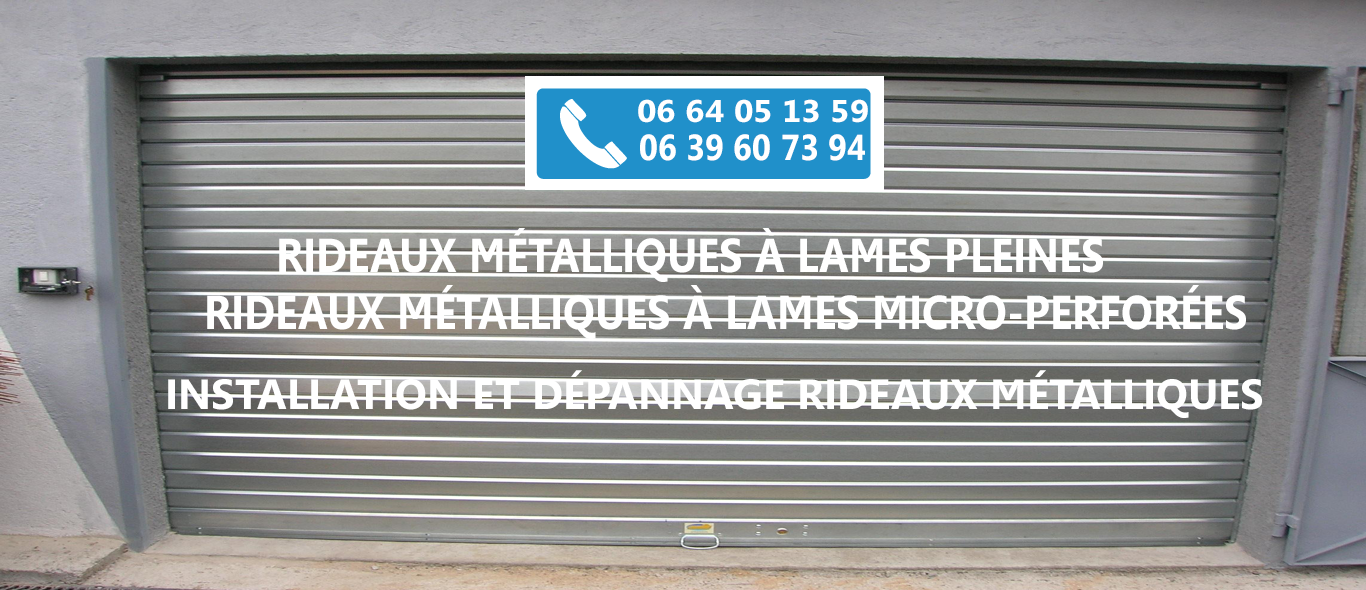 06 64 05 13 59
06 39 60 73 94
RIDEAUX MÉTALLIQUES À LAMES PLEINES
RIDEAUX MÉTALLIQUES À LAMES MICRO-PERFORÉES
INSTALLATION ET DÉPANNAGE RIDEAUX MÉTALLIQUES